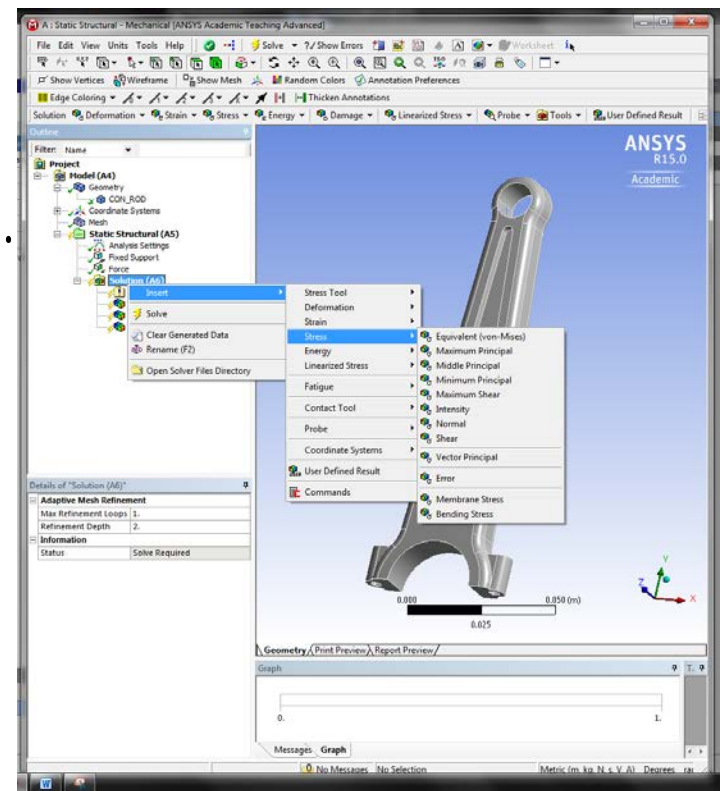 A : Static Structural - Mechanical [ANSYS Academic Teaching Advanced]
File Edit View Units Tools Help Solve ?/ Show Errors Worksheet
Show Vertices Wireframe Show Mesh Random Colors Annotation Preferences
Edge Coloring Thicken Annotations
Solution Deformation Strain Stress Energy Damage Linearized Stress Probe Tools User Defined Result
Outline
Filter: Name
Project
Model (A4)
Geometry
CON_ROD
Coordinate Systems
Mesh
Static Structural (A5)
Analysis Settings
Fixed Support
Force
Solution (A6)
Insert
Solve
Clear Generated Data
Rename (F2)
Open Solver Files Directory
Stress Tool
Deformation
Strain
Stress
Energy
Linearized Stress
Fatigue
Contact Tool
Probe
Coordinate Systems
User Defined Result
Commands
Equivalent (von-Mises)
Maximum Principal
Middle Principal
Minimum Principal
Maximum Shear
Intensity
Normal
Shear
Vector Principal
Error
Membrane Stress
Bending Stress
ANSYS
R15.0
Academic
Details of "Solution (A6)"
Adaptive Mesh Refinement
Max Refinement Loops 1.
Refinement Depth 2.
Information
Status Solve Required
Y
Z
X
0.000 0.050 (m)
0.025
Geometry Print Preview Report Preview
Graph T.
0. 1.
Messages Graph
No Messages No Selection Metric (m, kg, N, s, V, A) Degrees